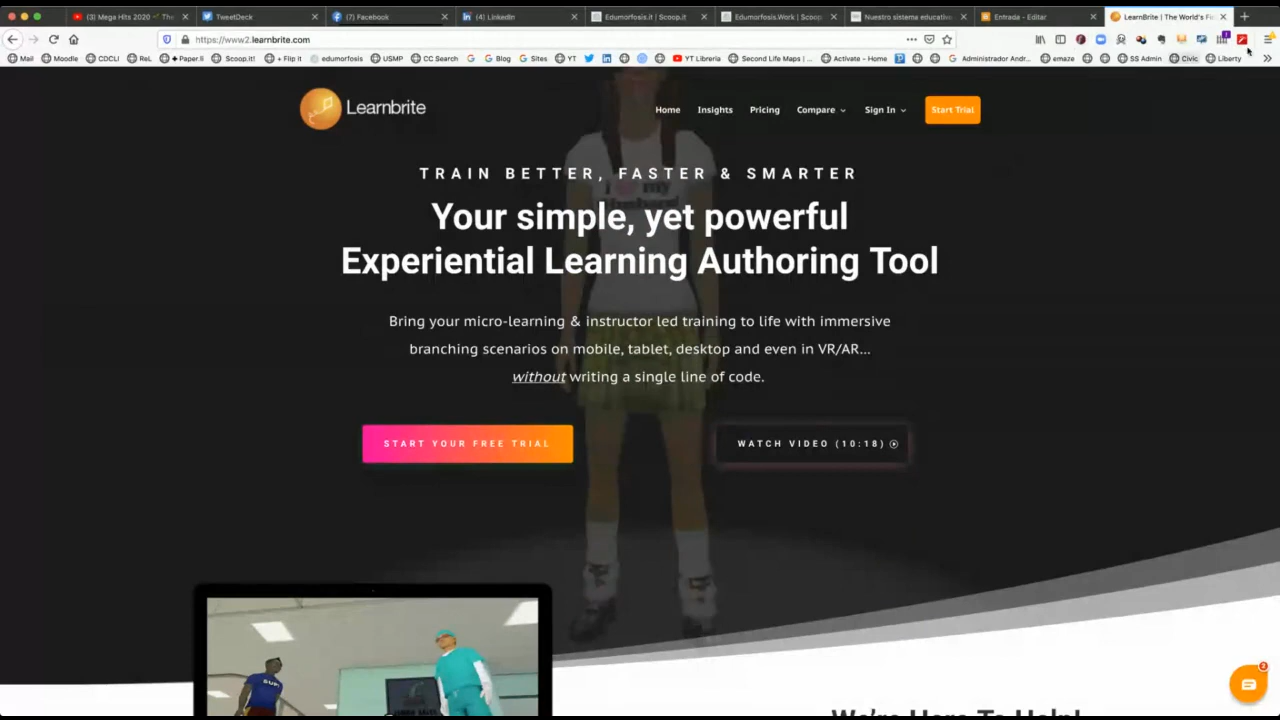 (3) Mega Hits 2020 🌱 The
TweetDeck
(7) Facebook
(4) LinkedIn
Edumorfosis.it | Scoop.it
Edumorfosis.Work | Scoop
Nuestro sistema educativo
Entrada - Editar
LearnBrite | The World's Fi
https://www2.learnbrite.com
Mail
Moodle
CDCLI
ReL
+ Paper.li
Scoop.it!
+ Flip it
edumorfosis
USMP
CC Search
G
Blog
Sites
YT
YT Libreria
Second Life Maps | ...
Activate - Home
Administrador Andr...
emaze
SS Admin
Civic
Liberty
Learnbrite
Home
Insights
Pricing
Compare
Sign In
Start Trial
TRAIN BETTER, FASTER & SMARTER
Your simple, yet powerful
Experiential Learning Authoring Tool
Bring your micro-learning & instructor led training to life with immersive
branching scenarios on mobile, tablet, desktop and even in VR/AR...
without writing a single line of code.
START YOUR FREE TRIAL
WATCH VIDEO (10:18)
We're Here To Help!
2